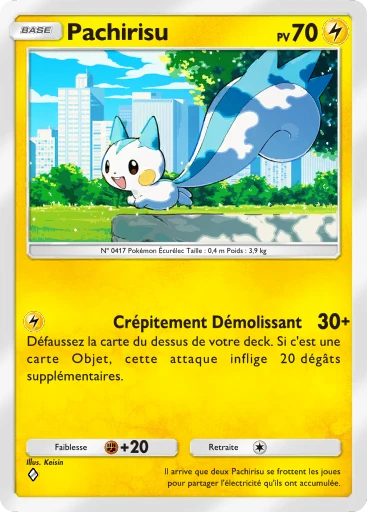 BASE Pachirisu PV 70
N° 0417 Pokémon Écurélec Taille : 0,4 m Poids : 3,9 kg
Crépitement Démolissant 30+
Défaussez la carte du dessus de votre deck. Si c'est une
carte Objet, cette attaque inflige 20 dégâts
supplémentaires.
Faiblesse +20 Retraite
Illus. Keisin
Il arrive que deux Pachirisu se frottent les joues
pour partager l'électricité qu'ils ont accumulée.